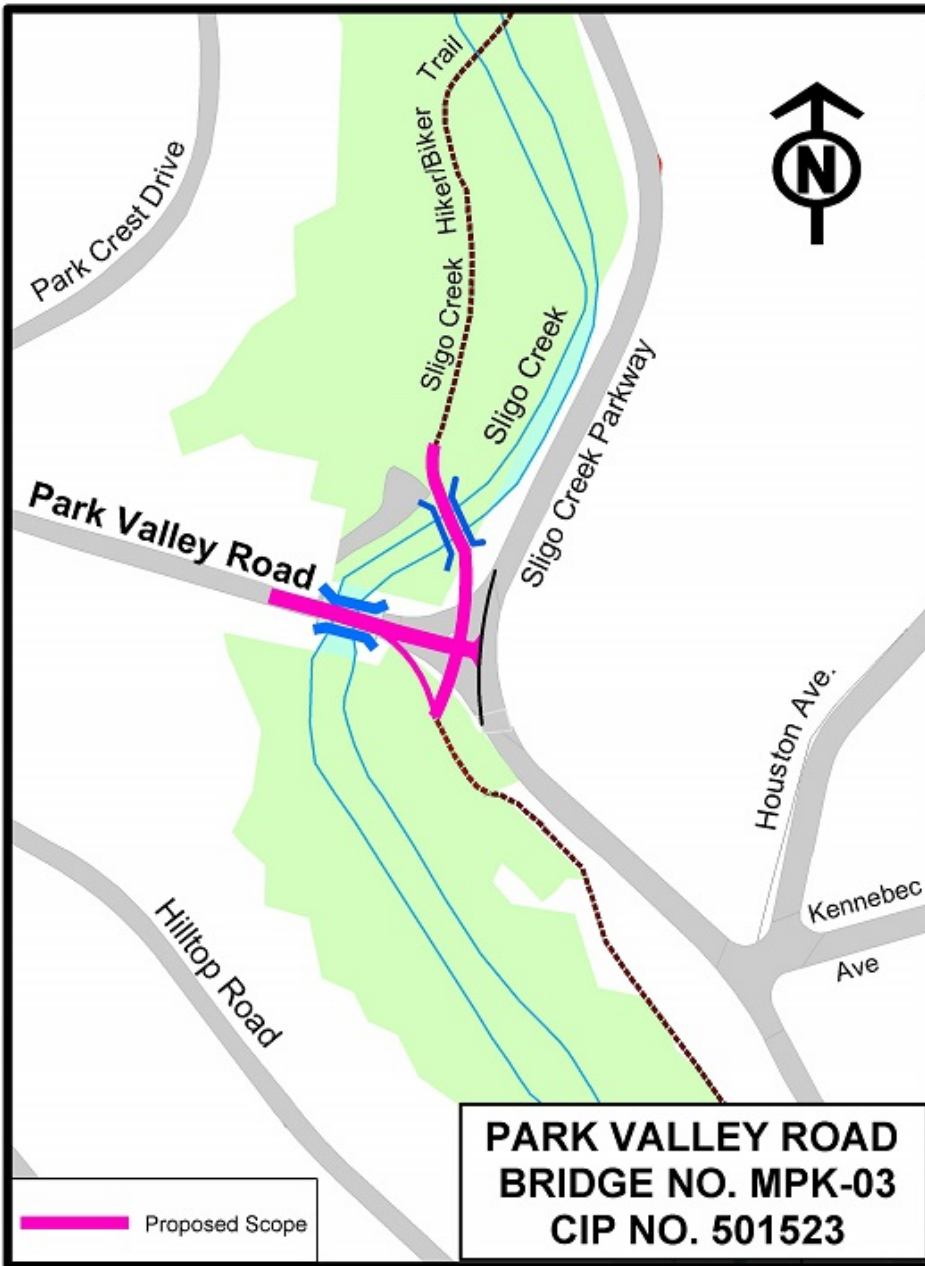 Trail
Hiker/Biker
Sligo Creek
N
Park Crest Drive
Sligo Creek
Sligo Creek Parkway
Park Valley Road
Houston Ave.
Kennebec
Ave
Hilltop Road
PARK VALLEY ROAD
BRIDGE NO. MPK-03
CIP NO. 501523
Proposed Scope